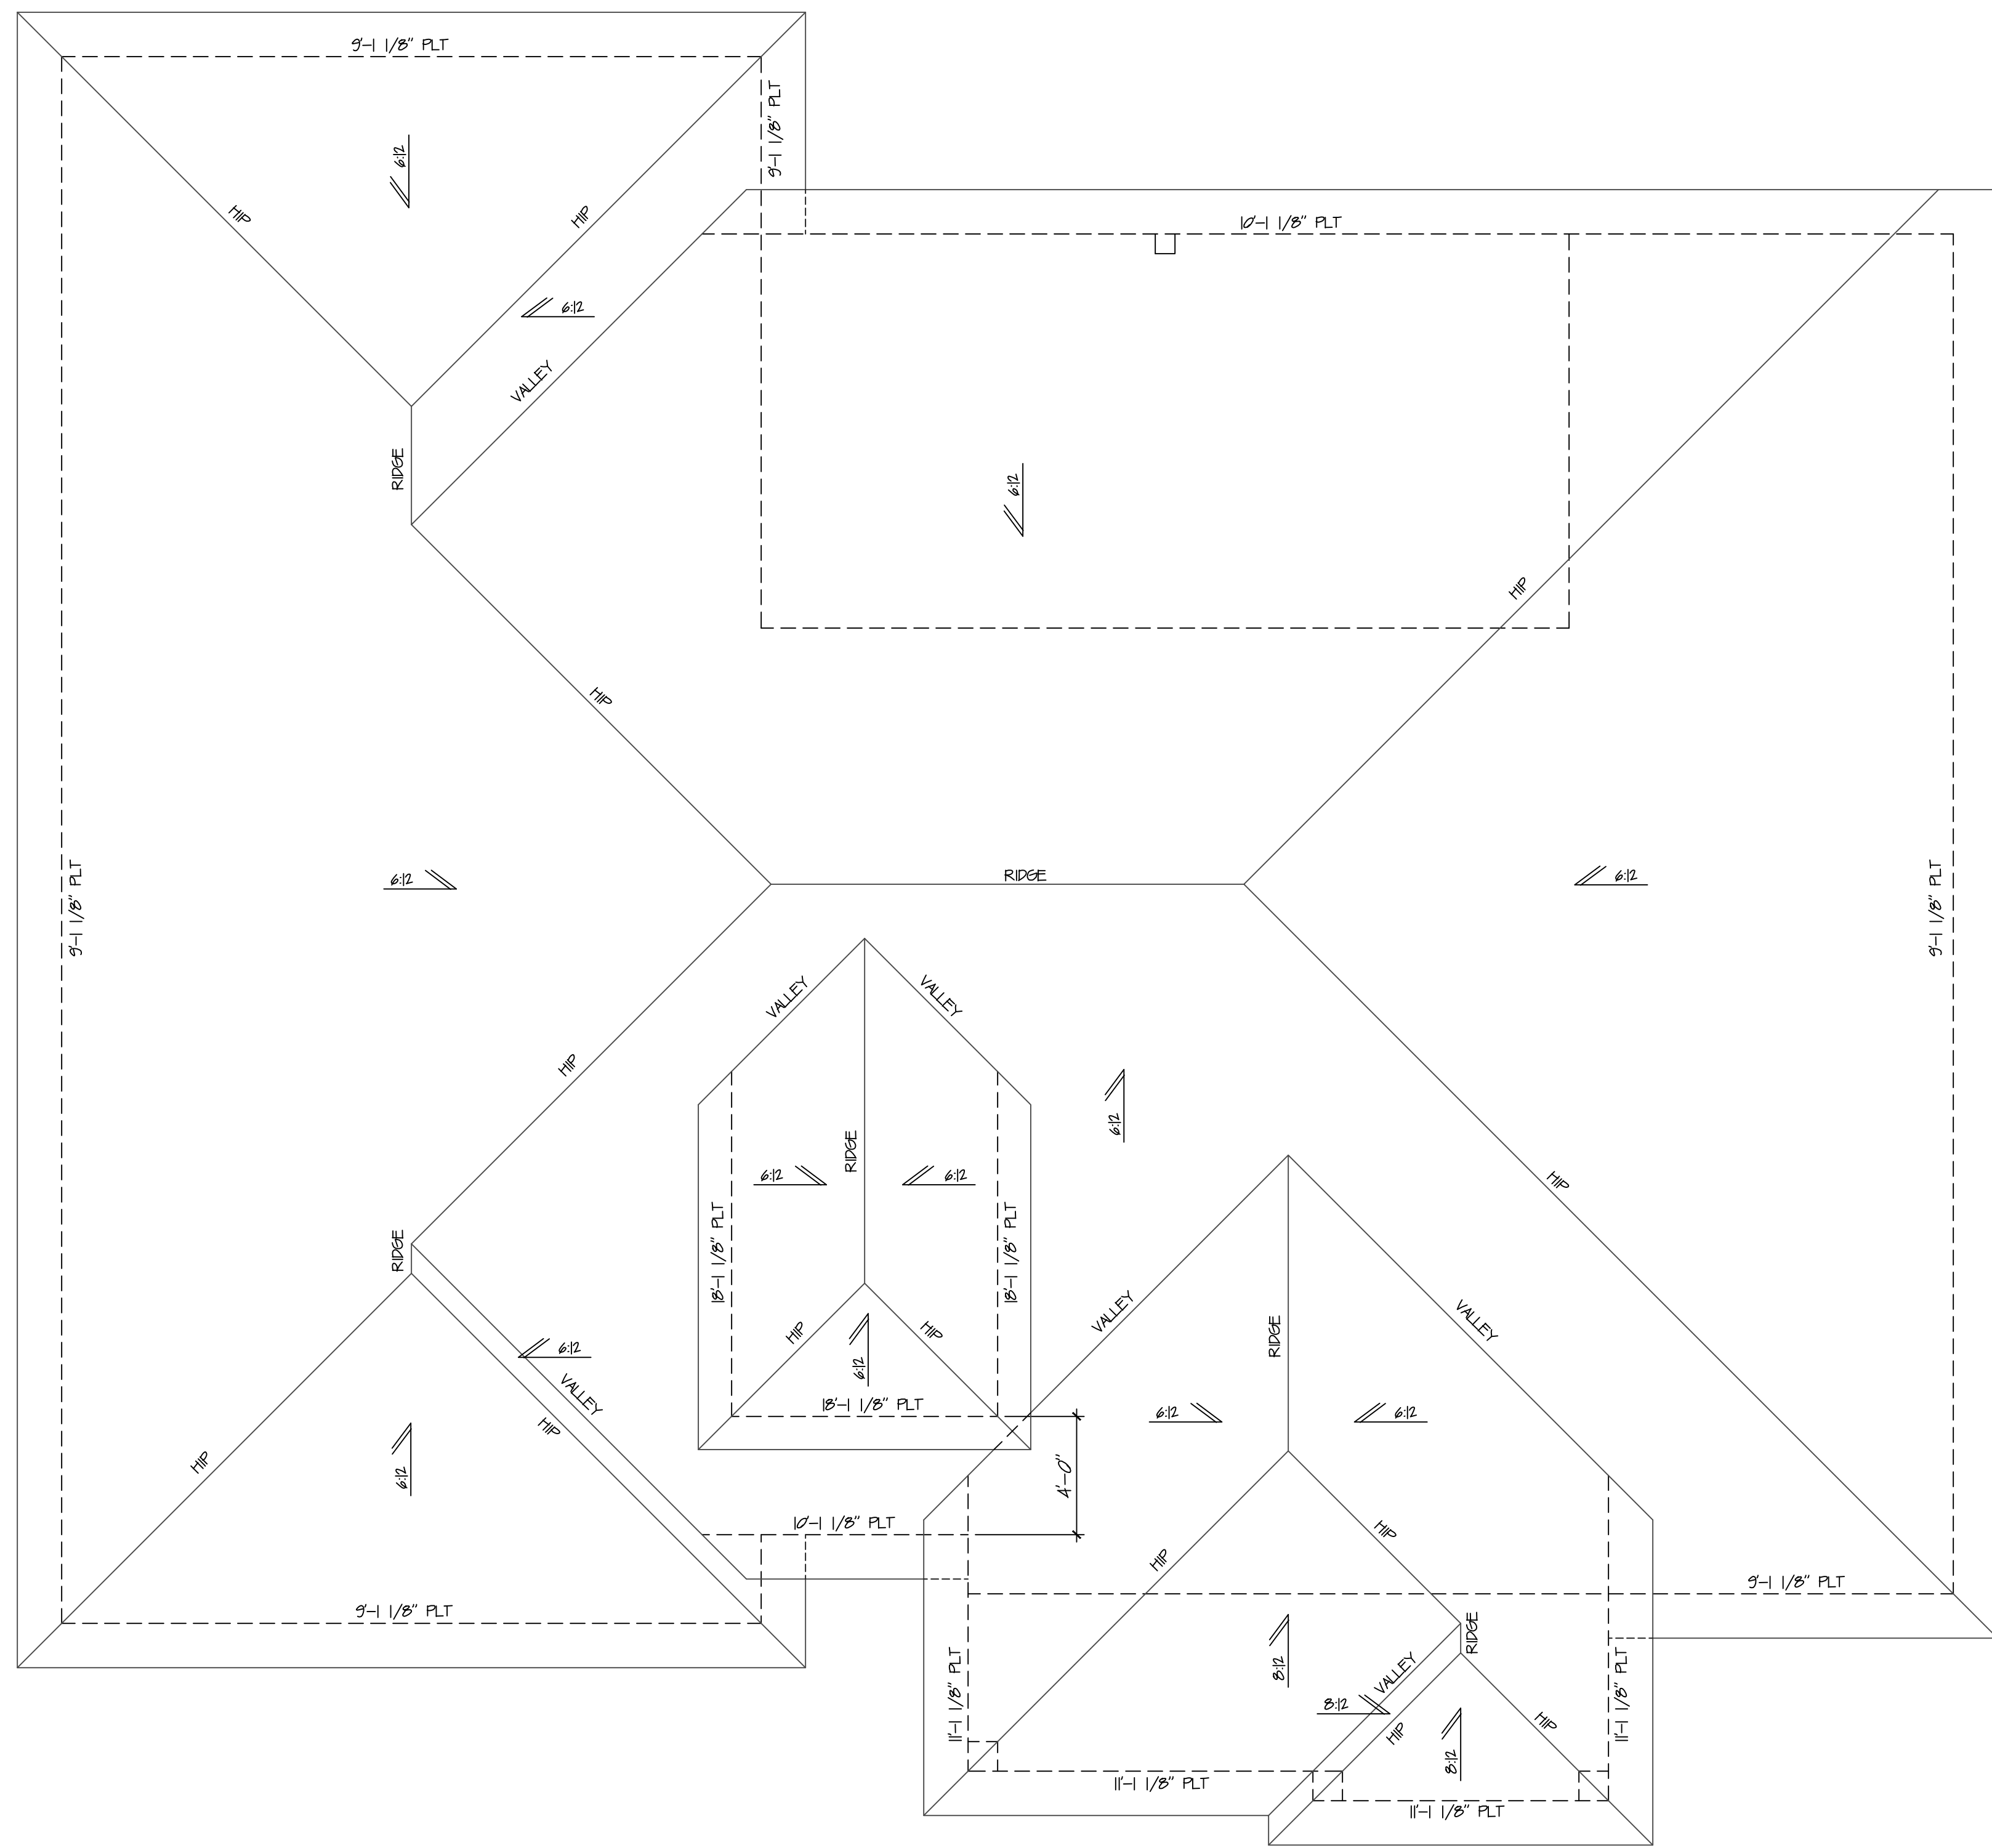 9'-1 1/8" PLT
9'-1 1/8" PLT
6:12
HIP
HIP
10'-1 1/8" PLT
6:12
VALLEY
RIDGE
6:12
HIP
HIP
RIDGE
6:12
6:12
9'-1 1/8" PLT
9'-1 1/8" PLT
VALLEY
VALLEY
HIP
6:12
RIDGE
6:12
6:12
HIP
18'-1 1/8" PLT
18'-1 1/8" PLT
RIDGE
VALLEY
VALLEY
HIP
HIP
RIDGE
6:12
6:12
VALLEY
18'-1 1/8" PLT
6:12
6:12
HIP
HIP
6:12
4'-0"
10'-1 1/8" PLT
HIP
HIP
9'-1 1/8" PLT
9'-1 1/8" PLT
RIDGE
8:12
11'-1 1/8" PLT
11'-1 1/8" PLT
VALLEY
8:12
HIP
HIP
8:12
11'-1 1/8" PLT
11'-1 1/8" PLT